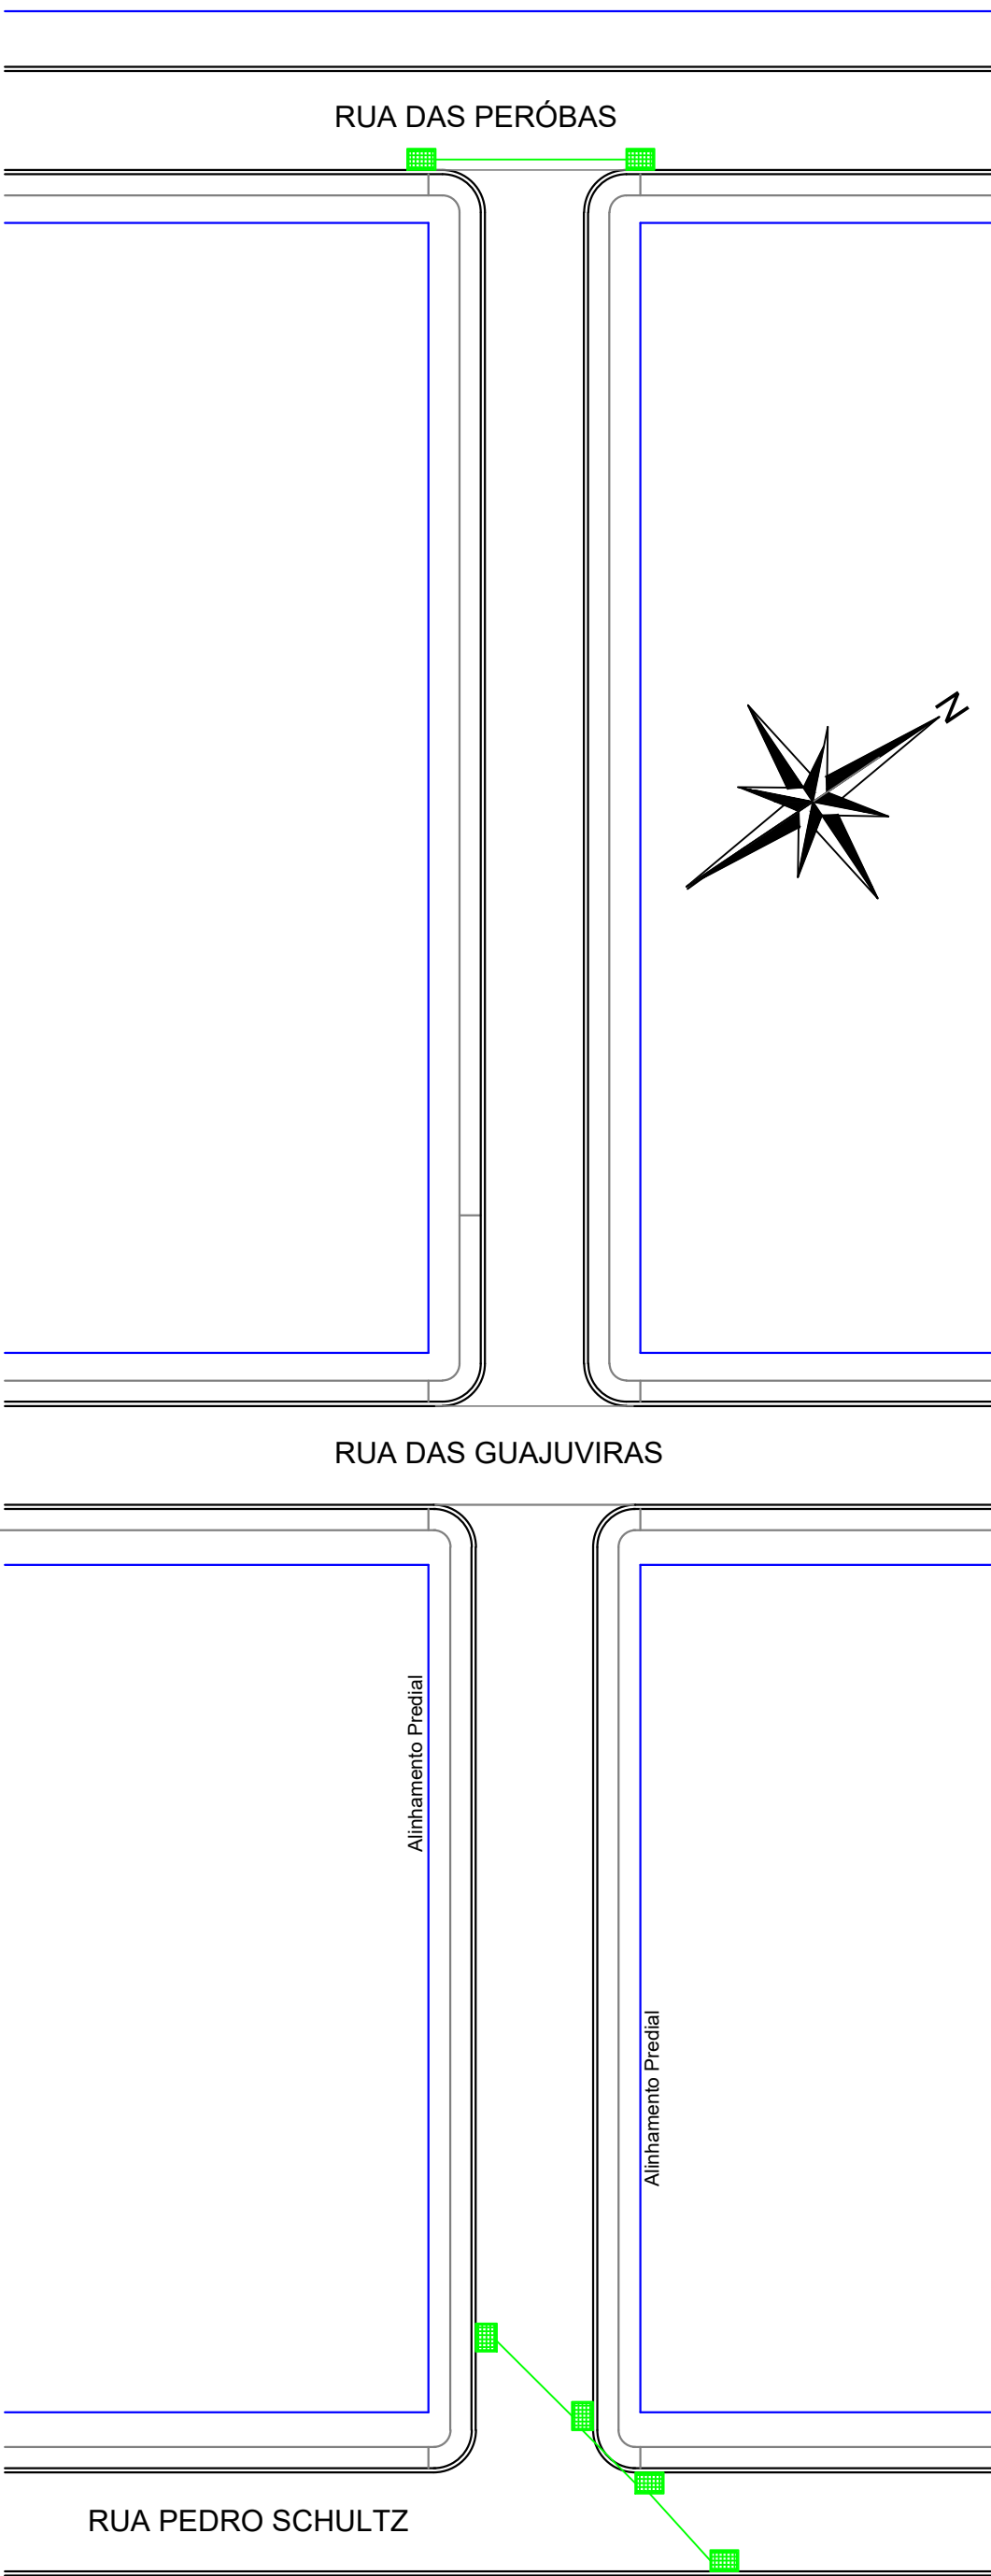 RUA DAS PERÓBAS
N
RUA DAS GUAJUVIRAS
Alinhamento Predial
Alinhamento Predial
RUA PEDRO SCHULTZ